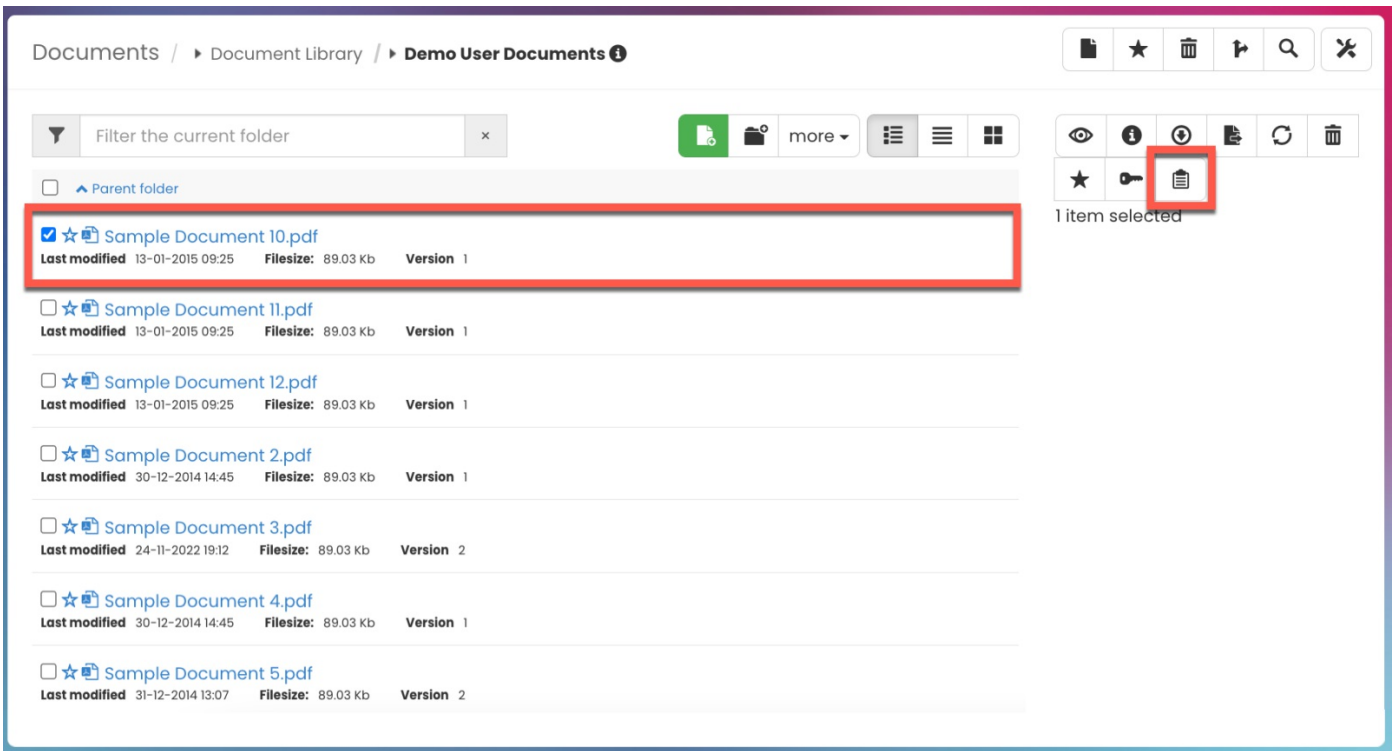 Documents / Document Library / Demo User Documents
Filter the current folder × more
Parent folder
1 item selected
Sample Document 10.pdf
Last modified 13-01-2015 09:25 Filesize: 89.03 Kb Version 1
Sample Document 11.pdf
Last modified 13-01-2015 09:25 Filesize: 89.03 Kb Version 1
Sample Document 12.pdf
Last modified 13-01-2015 09:25 Filesize: 89.03 Kb Version 1
Sample Document 2.pdf
Last modified 30-12-2014 14:45 Filesize: 89.03 Kb Version 1
Sample Document 3.pdf
Last modified 24-11-2022 19:12 Filesize: 89.03 Kb Version 2
Sample Document 4.pdf
Last modified 30-12-2014 14:45 Filesize: 89.03 Kb Version 1
Sample Document 5.pdf
Last modified 31-12-2014 13:07 Filesize: 89.03 Kb Version 2